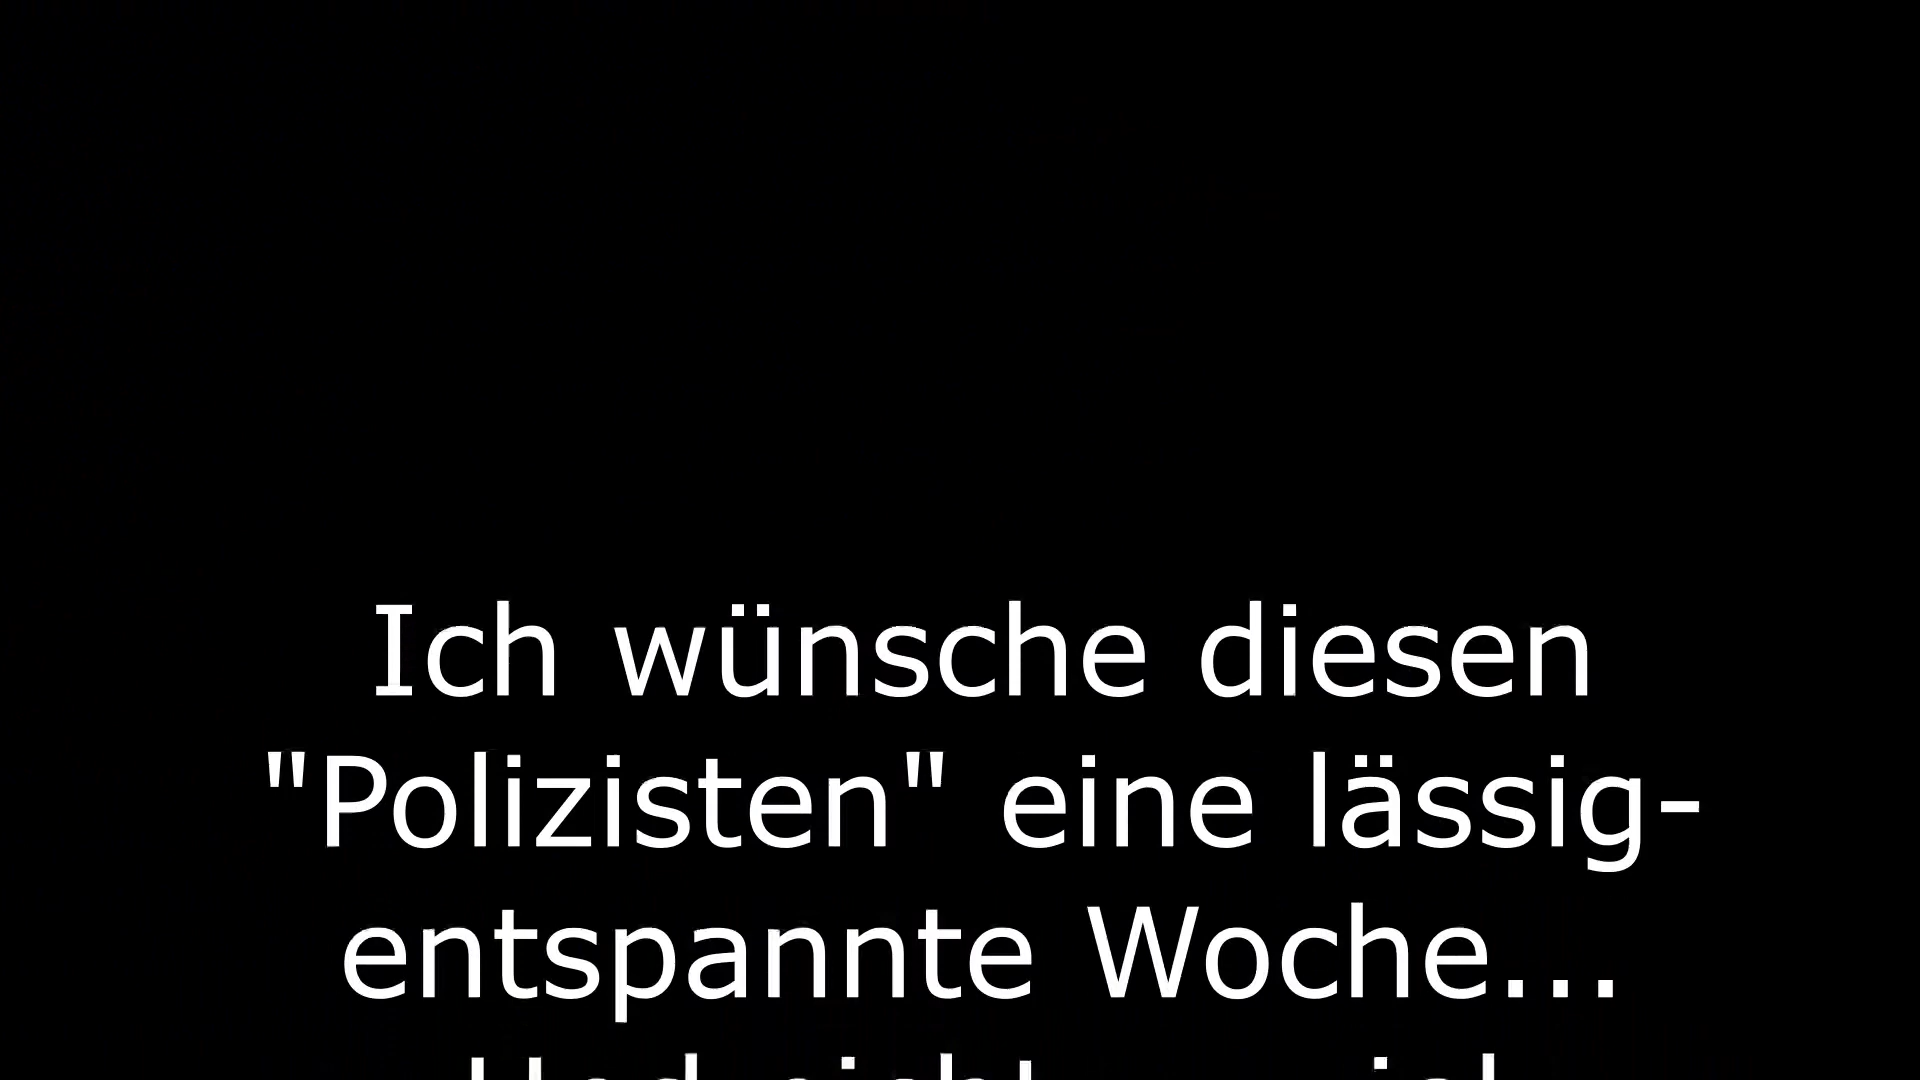 Ich wünsche diesen
"Polizisten" eine lässig-
entspannte Woche...